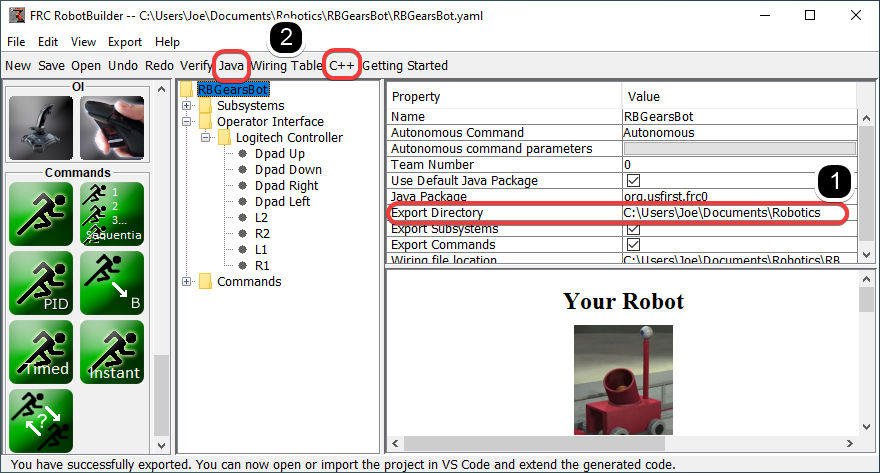 FRC RobotBuilder -- C:\Users\Joe\Documents\Robotics\RBGearsBot\RBGearsBot.yaml
File Edit View Export Help
2
New Save Open Undo Redo Verify Java Wiring Table C++ Getting Started
OI
Commands
1
2
3...
Sequentia
PID
B
Timed
Instant
?
RBGearsBot
Subsystems
Operator Interface
Logitech Controller
Dpad Up
Dpad Down
Dpad Right
Dpad Left
L2
R2
L1
R1
Commands
Property Value
Name RBGearsBot
Autonomous Command Autonomous
Autonomous command parameters
Team Number 0
Use Default Java Package
1
Java Package org.usfirst.frc0
Export Directory C:\Users\Joe\Documents\Robotics
Export Subsystems
Export Commands
Wiring file location C:\Users\Joe\Documents\Robotics\RB
Your Robot
You have successfully exported. You can now open or import the project in VS Code and extend the generated code.